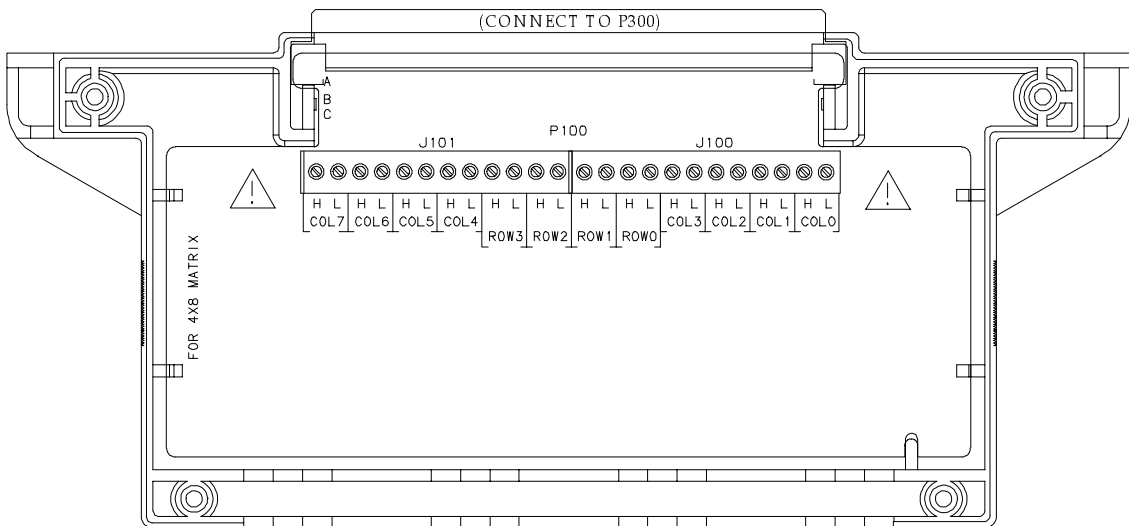 (CONNECT TO P300)
A
B
C
J101 P100 J100
H L H L H L H L H L H L H L H L H L H L H L H L
COL7 COL6 COL5 COL4 ROW3 ROW2 ROW1 ROW0 COL3 COL2 COL1 COL0
! !
FOR 4X8 MATRIX